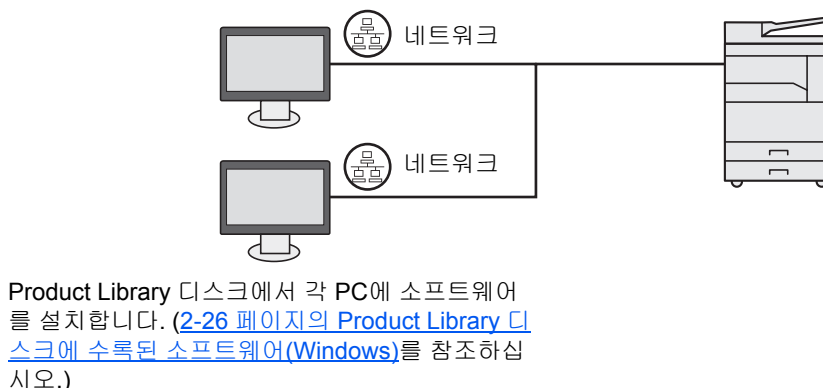 네트워크
네트워크
Product Library 디스크에서 각 PC에 소프트웨어
를 설치합니다. (2-26 페이지의 Product Library 디
스크에 수록된 소프트웨어(Windows)를 참조하십
시오.)